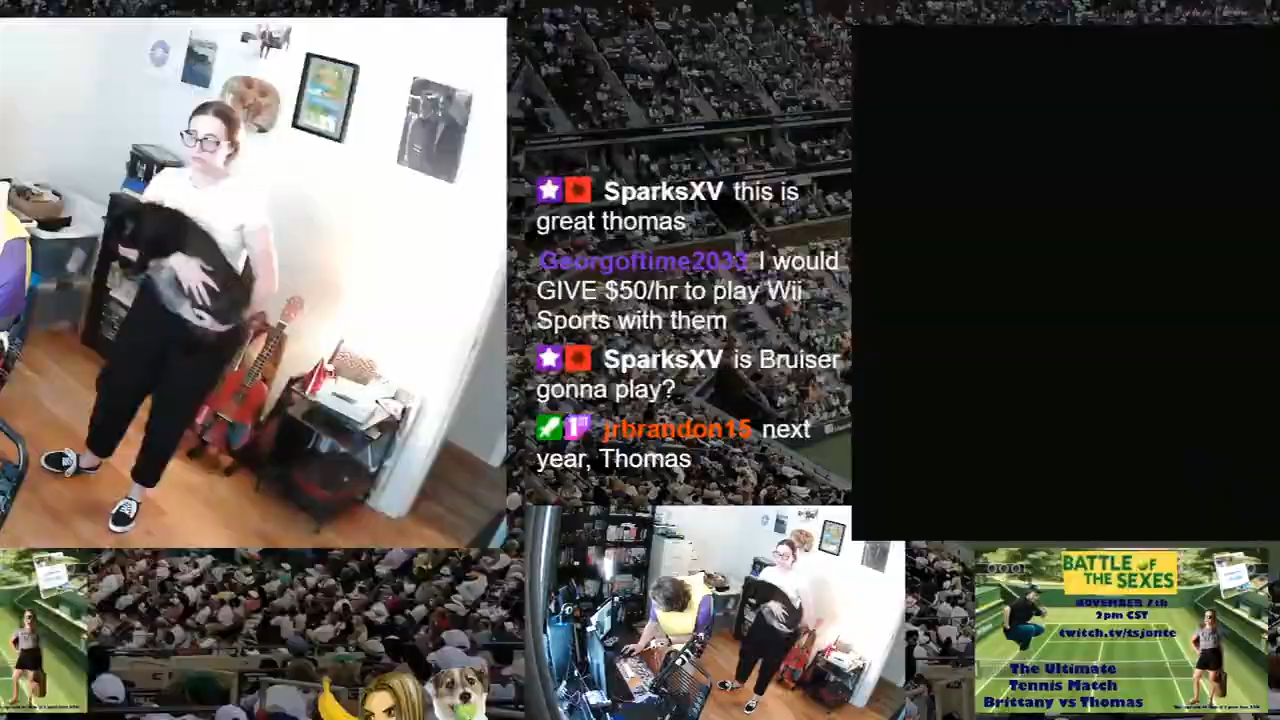 SparksXV this is
great thomas
Georgoftime2033 I would
GIVE $50/hr to play Wii
Sports with them
SparksXV is Bruiser
gonna play?
jrbrandon15 next
year, Thomas
BATTLE OF
THE SEXES
NOVEMBER 7th
2pm CST
twitch.tv/tsjonte
The Ultimate
Tennis Match
Brittany vs Thomas